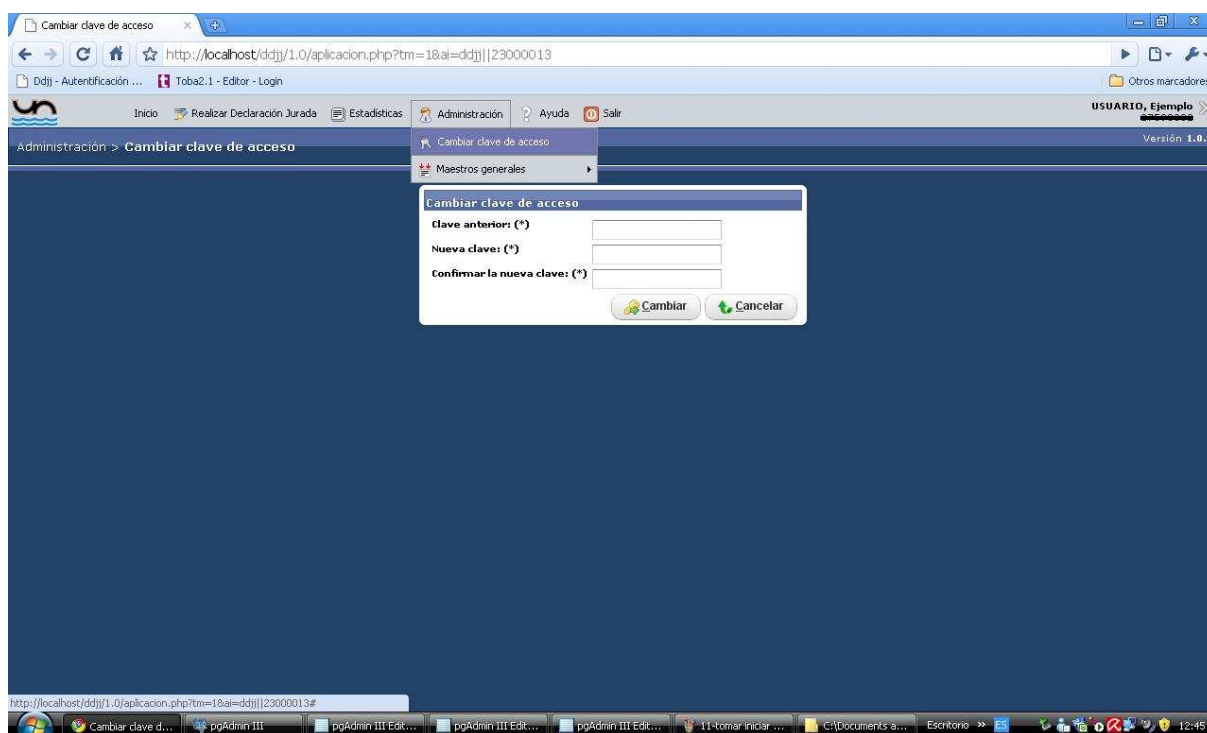 Cambiar clave de acceso
http://localhost/ddjj/1.0/aplicacion.php?tm=1&ai=ddjj||23000013
Ddjj - Autentificación ... Toba2.1 - Editor - Login Otros marcadores
Inicio Realizar Declaración Jurada Estadísticas Administración Ayuda Salir USUARIO, Ejemplo
Administración > Cambiar clave de acceso Cambiar clave de acceso Versión 1.0.
Maestros generales
Cambiar clave de acceso
Clave anterior: (*)
Nueva clave: (*)
Confirmar la nueva clave: (*)
Cambiar Cancelar
http://localhost/ddjj/1.0/aplicacion.php?tm=1&ai=ddjj||23000013#
Cambiar clave d... pgAdmin III pgAdmin III Edit... pgAdmin III Edit... pgAdmin III Edit... 11-tomar iniciar ... C:\Documents a... Escritorio » ES 12:45